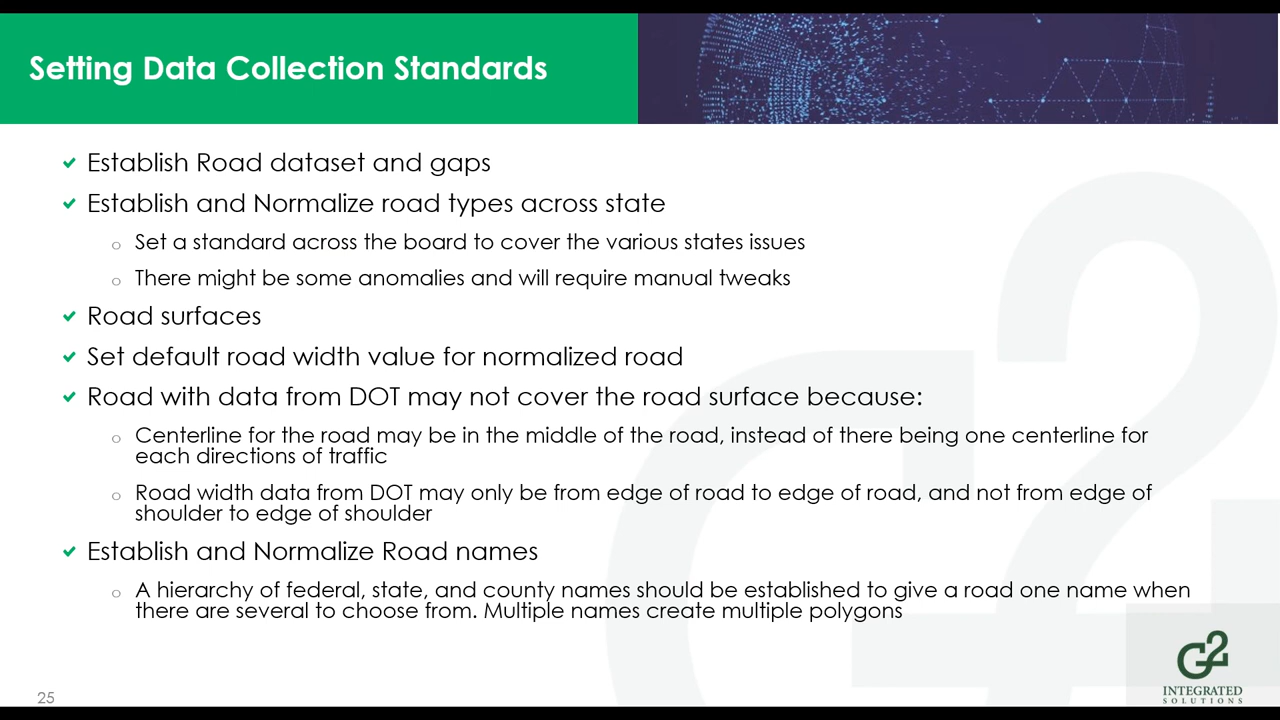 Setting Data Collection Standards
Establish Road dataset and gaps
Establish and Normalize road types across state
Set a standard across the board to cover the various states issues
There might be some anomalies and will require manual tweaks
Road surfaces
Set default road width value for normalized road
Road with data from DOT may not cover the road surface because:
Centerline for the road may be in the middle of the road, instead of there being one centerline for
each directions of traffic
Road width data from DOT may only be from edge of road to edge of road, and not from edge of
shoulder to edge of shoulder
Establish and Normalize Road names
A hierarchy of federal, state, and county names should be established to give a road one name when
there are several to choose from. Multiple names create multiple polygons
G2
INTEGRATED
SOLUTIONS
25